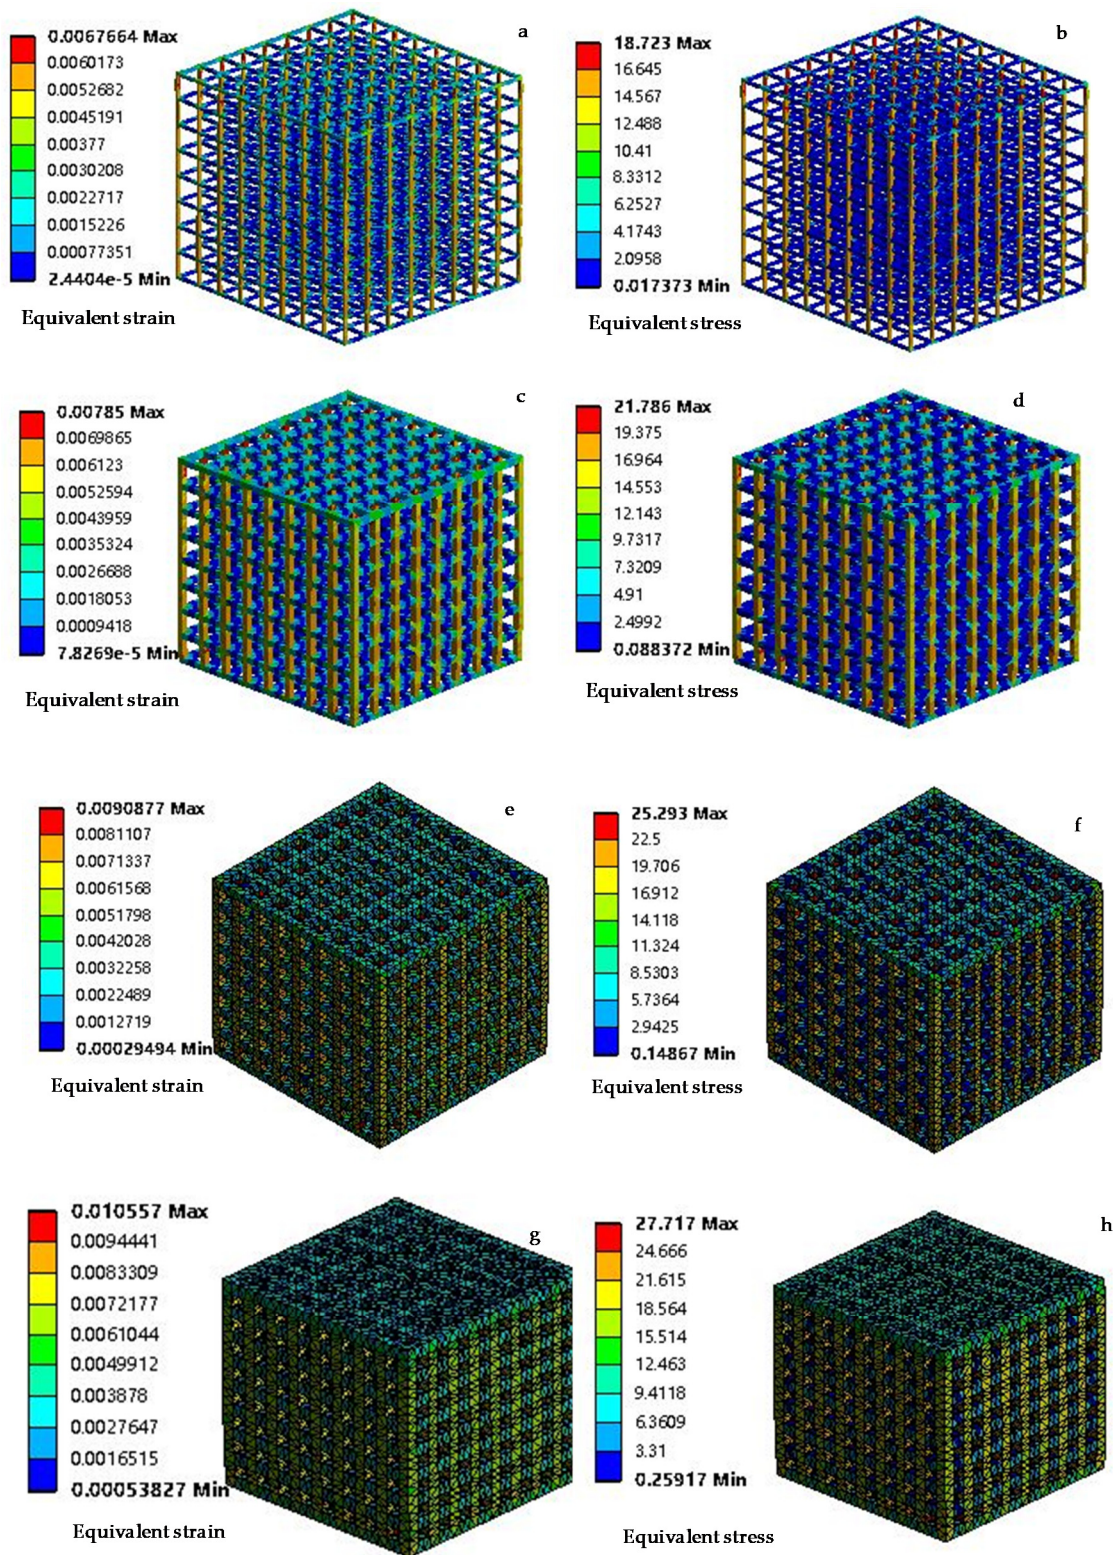 a
0.0067664 Max
0.0060173
0.0052682
0.0045191
0.00377
0.0030208
0.0022717
0.0015226
0.00077351
2.4404e-5 Min
Equivalent strain
b
18.723 Max
16.645
14.567
12.488
10.41
8.3312
6.2527
4.1743
2.0958
0.017373 Min
Equivalent stress
c
0.00785 Max
0.0069865
0.006123
0.0052594
0.0043959
0.0035324
0.0026688
0.0018053
0.0009418
7.8269e-5 Min
Equivalent strain
d
21.786 Max
19.375
16.964
14.553
12.143
9.7317
7.3209
4.91
2.4992
0.088372 Min
Equivalent stress
e
0.0090877 Max
0.0081107
0.0071337
0.0061568
0.0051798
0.0042028
0.0032258
0.0022489
0.0012719
0.00029494 Min
Equivalent strain
f
25.293 Max
22.5
19.706
16.912
14.118
11.324
8.5303
5.7364
2.9425
0.14867 Min
Equivalent stress
g
0.010557 Max
0.0094441
0.0083309
0.0072177
0.0061044
0.0049912
0.003878
0.0027647
0.0016515
0.00053827 Min
Equivalent strain
h
27.717 Max
24.666
21.615
18.564
15.514
12.463
9.4118
6.3609
3.31
0.25917 Min
Equivalent stress